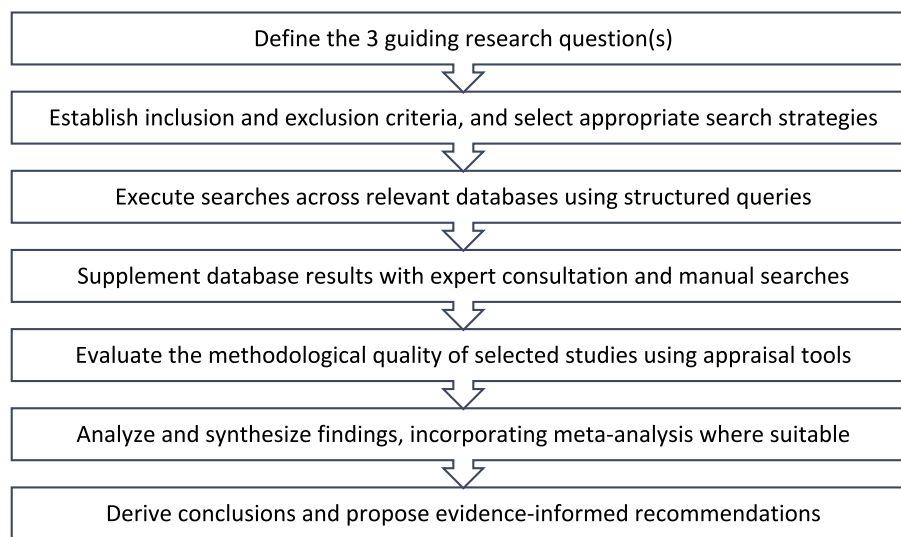 Define the 3 guiding research question(s)
Establish inclusion and exclusion criteria, and select appropriate search strategies
Execute searches across relevant databases using structured queries
Supplement database results with expert consultation and manual searches
Evaluate the methodological quality of selected studies using appraisal tools
Analyze and synthesize findings, incorporating meta-analysis where suitable
Derive conclusions and propose evidence-informed recommendations